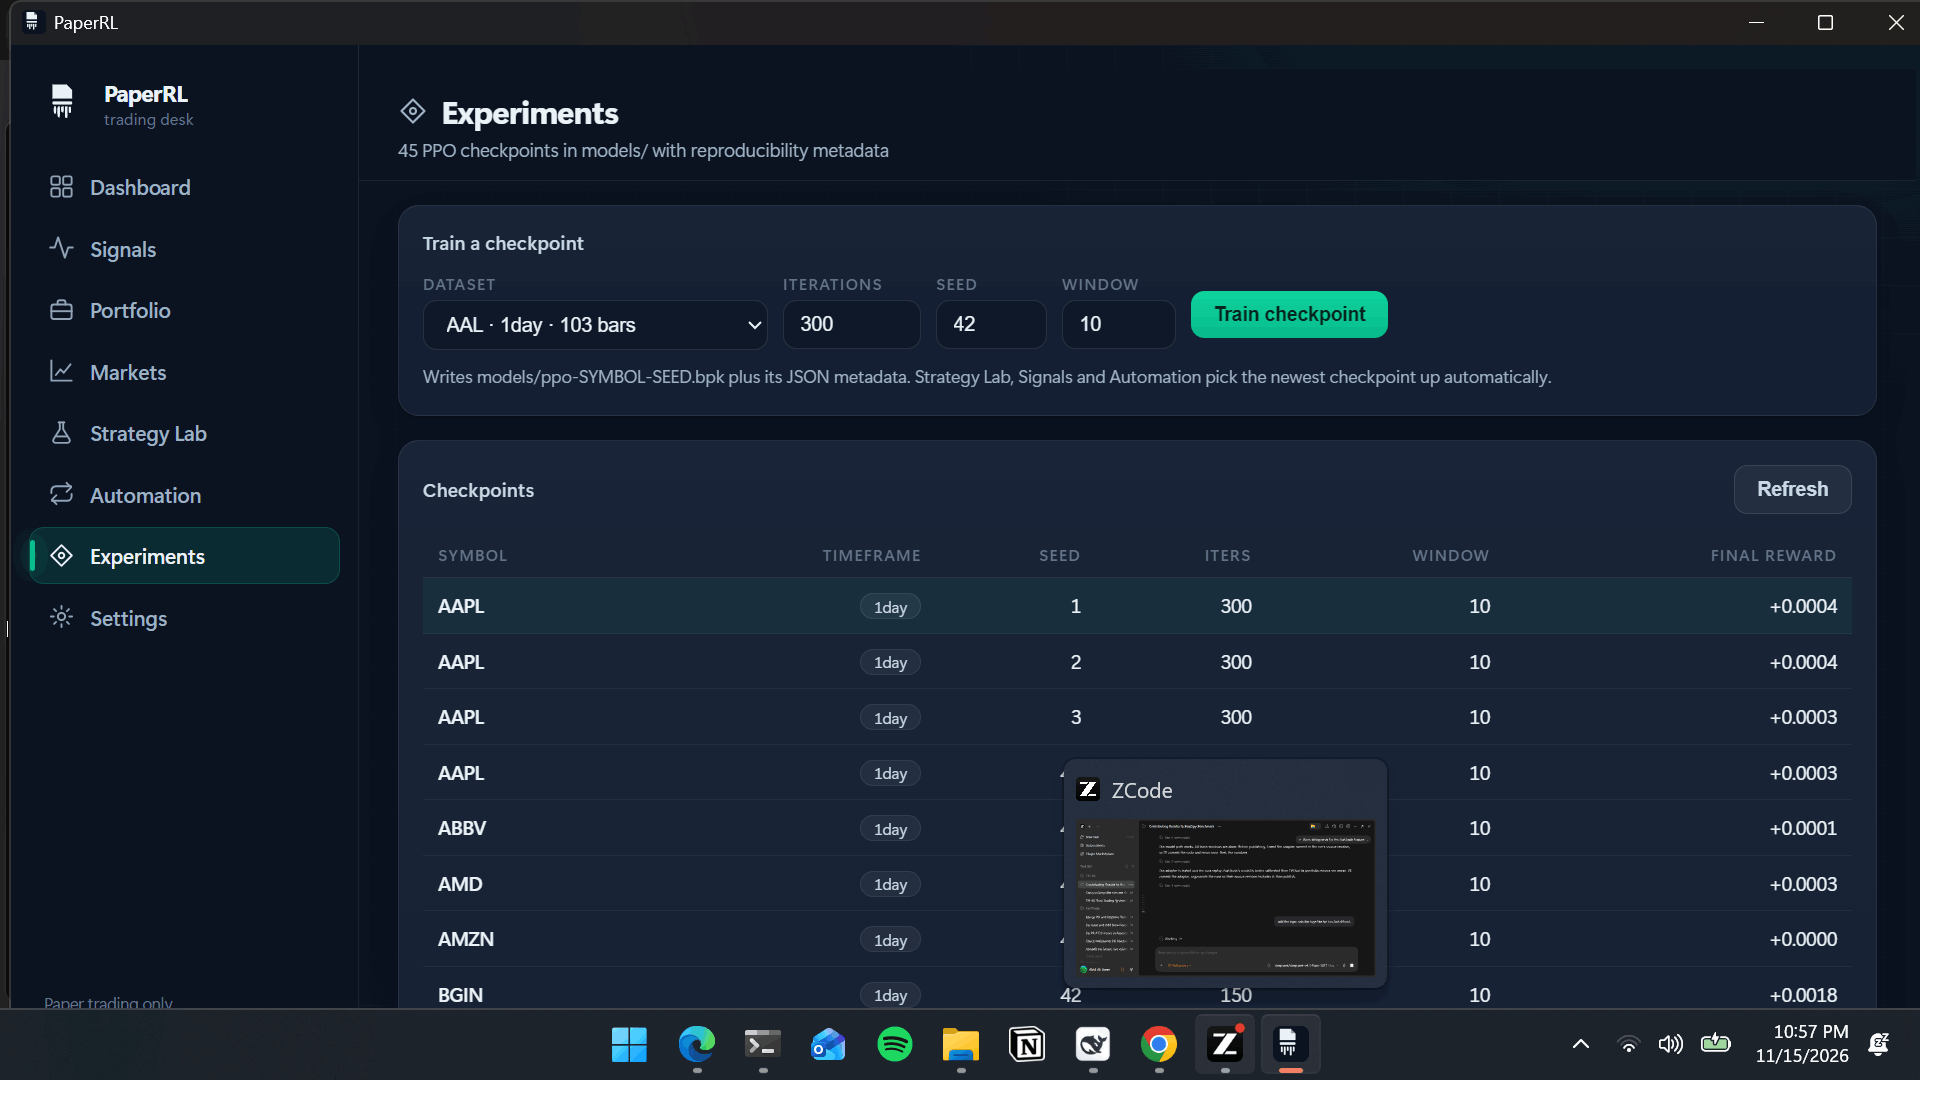 PaperRL
PaperRL
trading desk
Dashboard
Signals
Portfolio
Markets
Strategy Lab
Automation
Experiments
Settings
Paper trading only
Experiments
45 PPO checkpoints in models/ with reproducibility metadata
Train a checkpoint
DATASET ITERATIONS SEED WINDOW
AAL · 1day · 103 bars 300 42 10 Train checkpoint
Writes models/ppo-SYMBOL-SEED.bpk plus its JSON metadata. Strategy Lab, Signals and Automation pick the newest checkpoint up automatically.
Checkpoints Refresh
SYMBOL TIMEFRAME SEED ITERS WINDOW FINAL REWARD
AAPL 1day 1 300 10 +0.0004
AAPL 1day 2 300 10 +0.0004
AAPL 1day 3 300 10 +0.0003
AAPL 1day 10 +0.0003
ABBV 1day 10 +0.0001
AMD 1day 10 +0.0003
AMZN 1day 10 +0.0000
BGIN 1day 42 150 10 +0.0018
ZCode
10:57 PM
11/15/2026